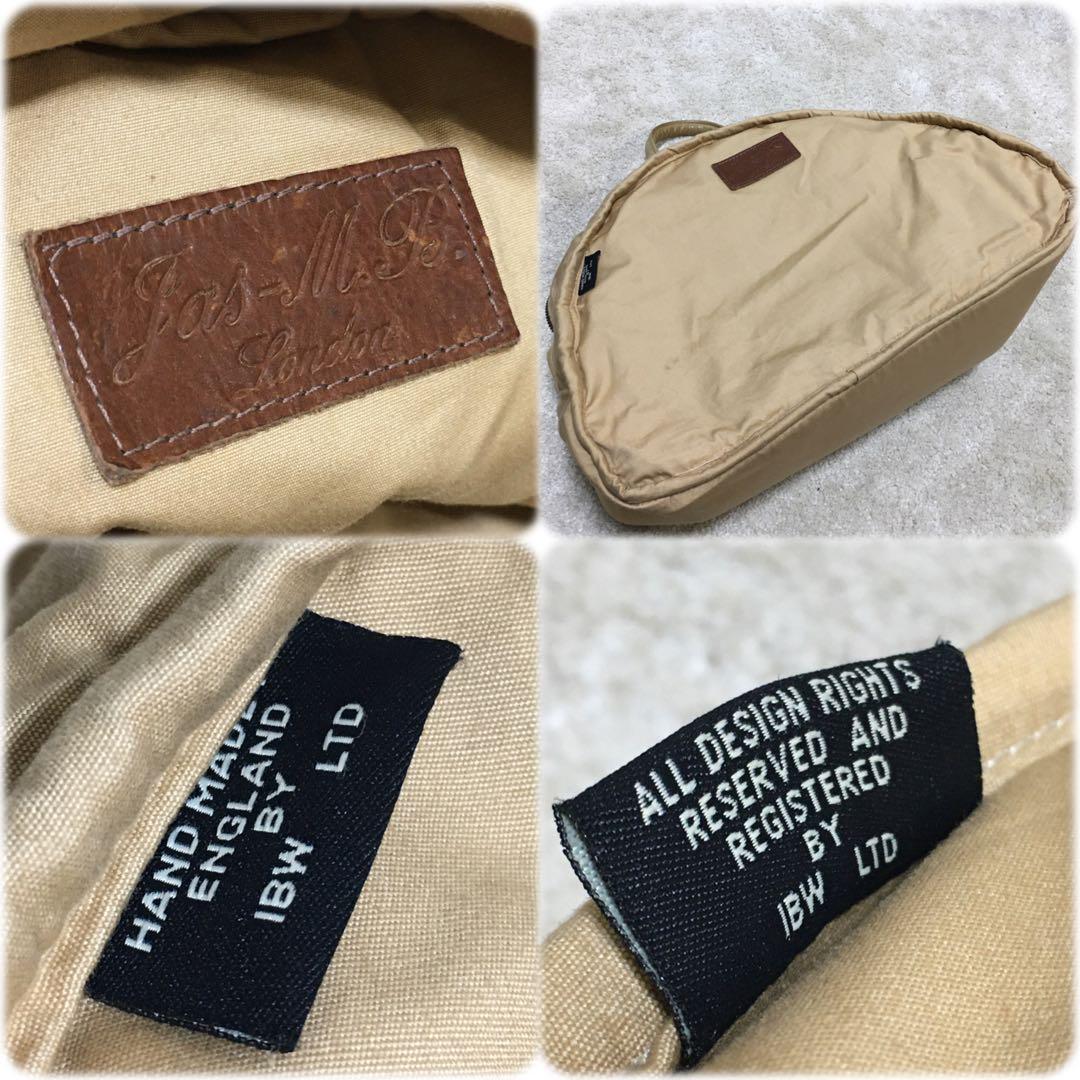 Jas-M.B.
London
HAND MADE
ENGLAND
BY
IBW LTD
ALL DESIGN RIGHTS
RESERVED AND
REGISTERED
BY
IBW LTD